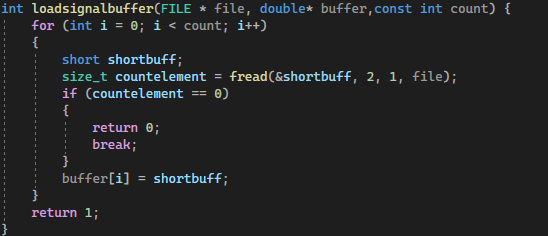 int loadsignalbuffer(FILE * file, double* buffer,const int count) {
    for (int i = 0; i < count; i++)
    {
        short shortbuff;
        size_t countelement = fread(&shortbuff, 2, 1, file);
        if (countelement == 0)
        {
            return 0;
            break;
        }
        buffer[i] = shortbuff;
    }
    return 1;
}